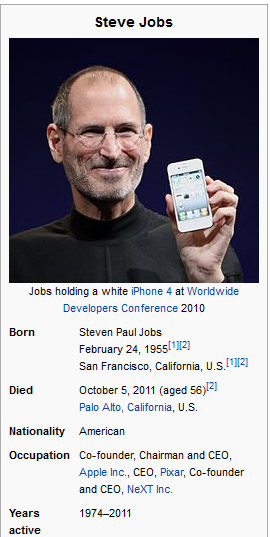 Steve Jobs
Jobs holding a white iPhone 4 at Worldwide
Developers Conference 2010
Born Steven Paul Jobs
February 24, 1955[1][2]
San Francisco, California, U.S.[1][2]
Died October 5, 2011 (aged 56)[2]
Palo Alto, California, U.S.
Nationality American
Occupation Co-founder, Chairman and CEO,
Apple Inc., CEO, Pixar, Co-founder
and CEO, NeXT Inc.
Years 1974–2011
active